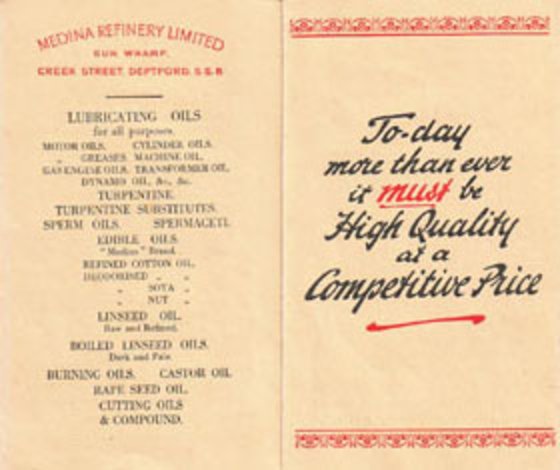 MEDINA REFINERY LIMITED
GUN WHARF,
CREEK STREET, DEPTFORD, S.E.8
LUBRICATING OILS
for all purposes.
MOTOR OILS. CYLINDER OILS.
„ GREASES. MACHINE OIL.
GAS ENGINE OILS. TRANSFORMER OIL.
DYNAMO OIL, &c., &c.
TURPENTINE.
TURPENTINE SUBSTITUTES.
SPERM OILS. SPERMACETI.
EDIBLE OILS.
"Medina" Brand.
REFINED COTTON OIL.
DEODORISED „ „
„ SOYA „
„ NUT „
LINSEED OIL.
Raw and Refined.
BOILED LINSEED OILS.
Dark and Pale.
BURNING OILS. CASTOR OIL.
RAPE SEED OIL.
CUTTING OILS
& COMPOUND.
To-day
more than ever
it must be
High Quality
at a
Competitive Price